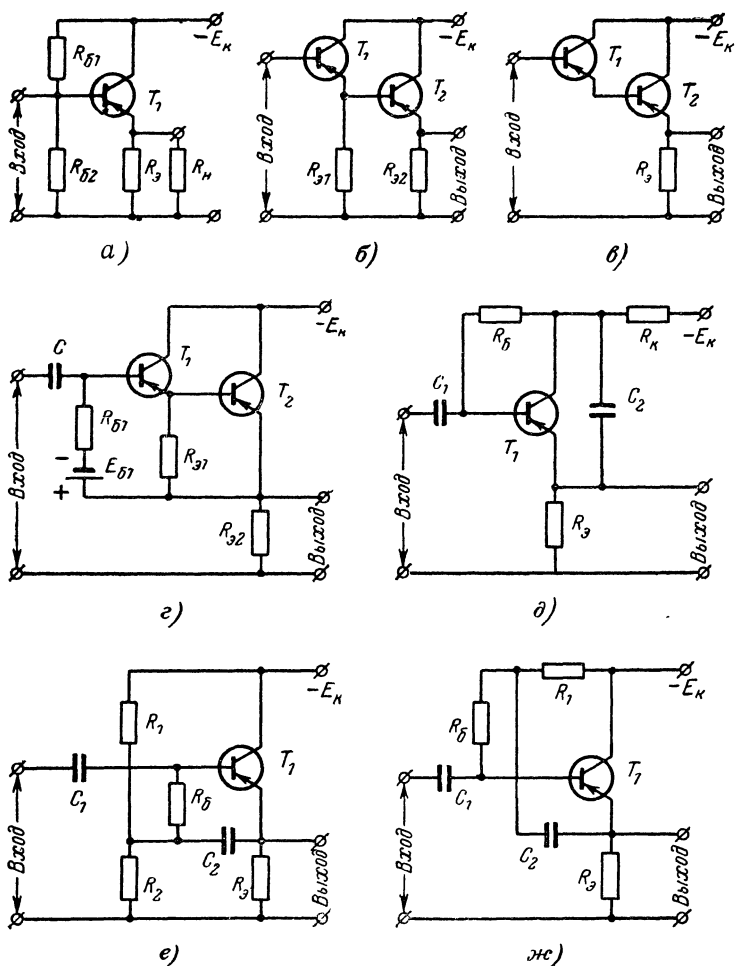 Rб1
−Eк
T1
Вход
Rб2
Rэ
Rн
а)
−Eк
T1
T2
Вход
Rэ1
Rэ2
Выход
б)
−Eк
T1
T2
Вход
Rэ
Выход
в)
−Eк
C
T1
T2
Rб1
−
Eб1
+
Rэ1
Вход
Rэ2
Выход
г)
Rб
Rк
−Eк
C1
C2
T1
Вход
Rэ
Выход
д)
−Eк
R1
T1
C1
Rб
C2
Вход
R2
Rэ
Выход
е)
R1
−Eк
Rб
T1
C1
C2
Вход
Rэ
Выход
ж)